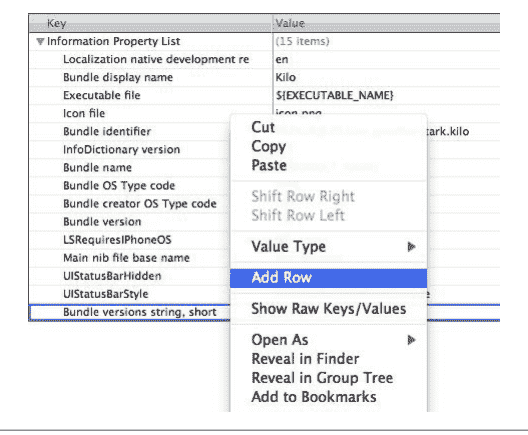 Key Value
Information Property List (15 items)
Localization native development re en
Bundle display name Kilo
Executable file ${EXECUTABLE_NAME}
Icon file icon.png
Bundle identifier tark.kilo
InfoDictionary version
Bundle name
Bundle OS Type code
Bundle creator OS Type code
Bundle version
LSRequiresIPhoneOS
Main nib file base name
UIStatusBarHidden
UIStatusBarStyle e
Bundle versions string, short
Cut
Copy
Paste
Shift Row Right
Shift Row Left
Value Type
Add Row
Show Raw Keys/Values
Open As
Reveal in Finder
Reveal in Group Tree
Add to Bookmarks